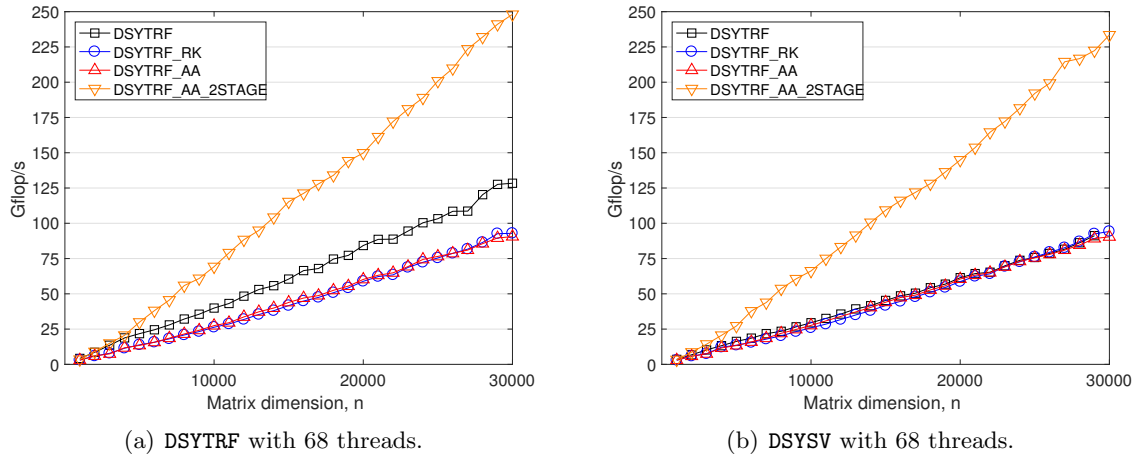 250
225
200
175
150
125
100
75
50
25
0
Gflop/s
DSYTRF
DSYTRF_RK
DSYTRF_AA
DSYTRF_AA_2STAGE
10000 20000 30000
Matrix dimension, n
(a) DSYTRF with 68 threads.
250
225
200
175
150
125
100
75
50
25
0
Gflop/s
DSYTRF
DSYTRF_RK
DSYTRF_AA
DSYTRF_AA_2STAGE
10000 20000 30000
Matrix dimension, n
(b) DSYSV with 68 threads.